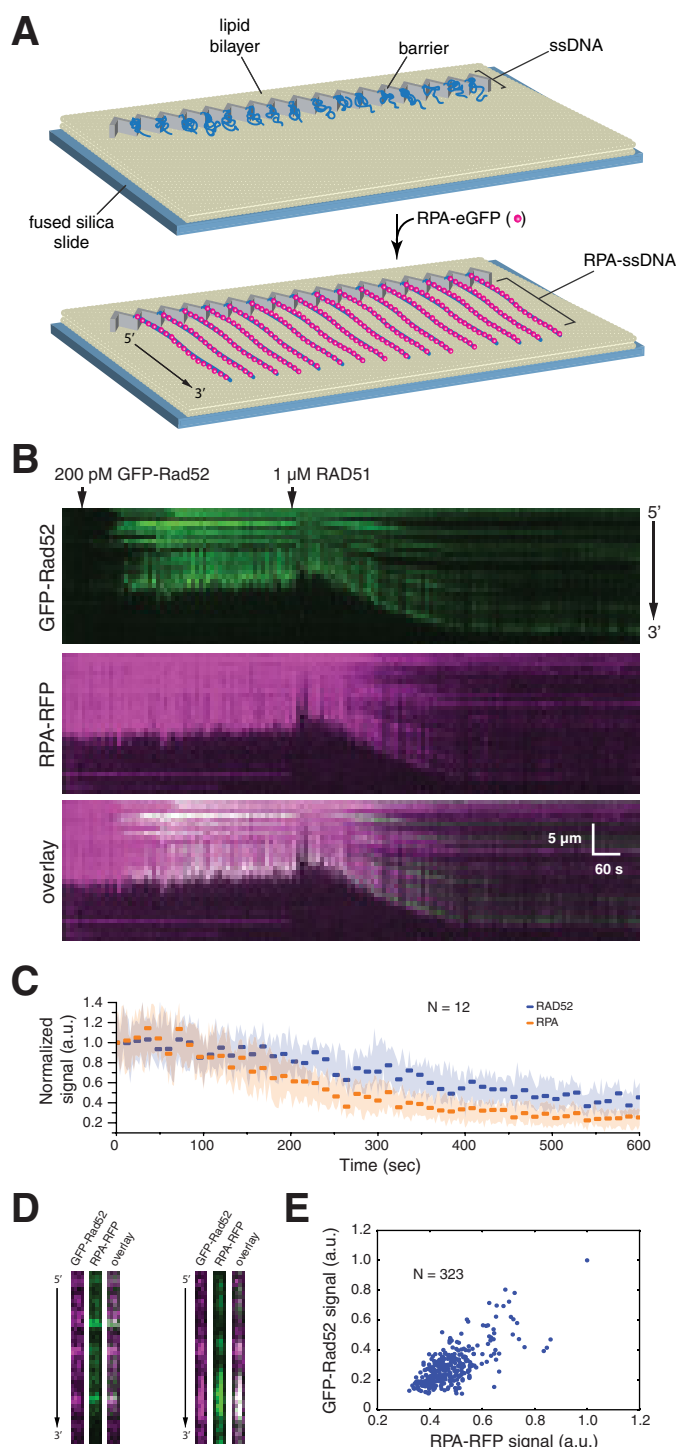 A
lipid
bilayer
barrier
ssDNA
fused silica
slide
RPA-eGFP ( )
RPA-ssDNA
5'
3'
B
200 pM GFP-Rad52
1 µM RAD51
GFP-Rad52
5'
3'
RPA-RFP
overlay
5 µm
60 s
C
Normalized
signal (a.u.)
1.4
1.2
1.0
0.8
0.6
0.4
0.2
N = 12
RAD52
RPA
0
100
200
300
400
500
600
Time (sec)
D
GFP-Rad52
RPA-RFP
overlay
5'
3'
GFP-Rad52
RPA-RFP
overlay
5'
3'
E
GFP-Rad52 signal (a.u.)
1.2
1.0
0.8
0.6
0.4
0.2
0
N = 323
0.2
0.4
0.6
0.8
1.0
1.2
RPA-RFP signal (a.u.)